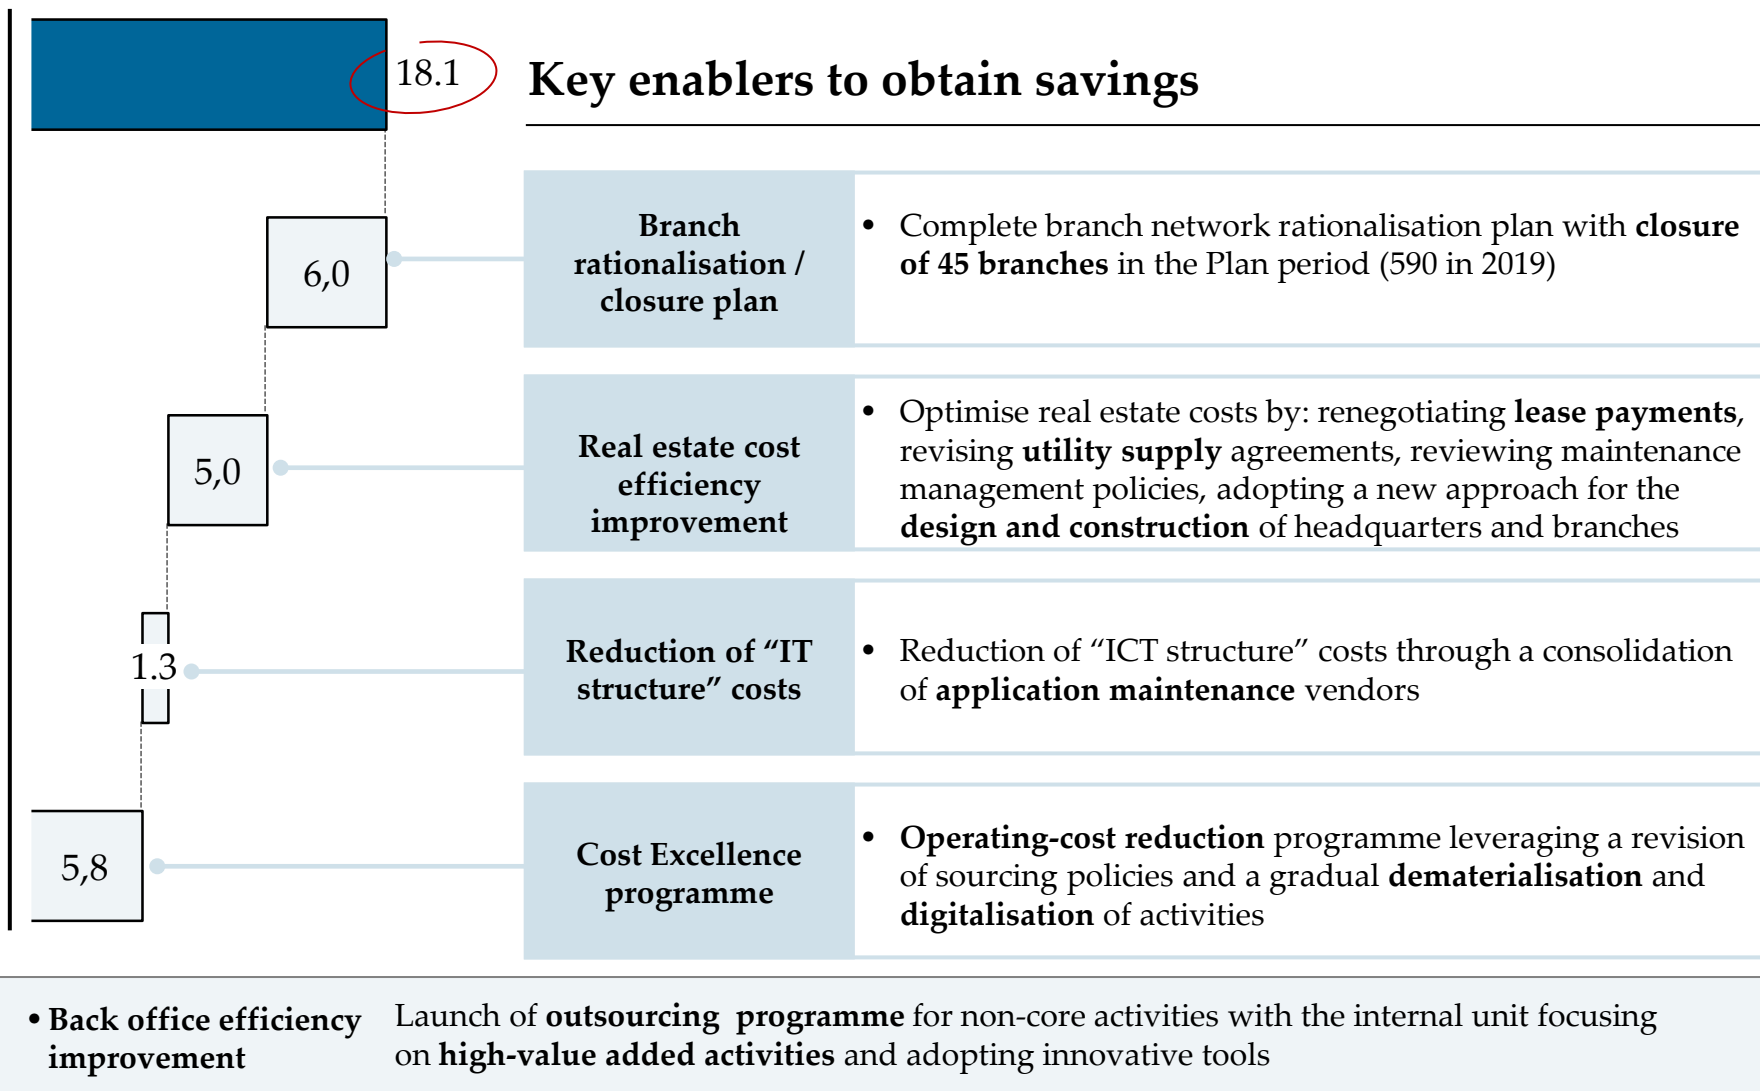 18.1
Key enablers to obtain savings
6,0
Branch
rationalisation /
closure plan
• Complete branch network rationalisation plan with closure
of 45 branches in the Plan period (590 in 2019)
5,0
Real estate cost
efficiency
improvement
• Optimise real estate costs by: renegotiating lease payments,
revising utility supply agreements, reviewing maintenance
management policies, adopting a new approach for the
design and construction of headquarters and branches
1.3
Reduction of “IT
structure” costs
• Reduction of “ICT structure” costs through a consolidation
of application maintenance vendors
5,8
Cost Excellence
programme
• Operating-cost reduction programme leveraging a revision
of sourcing policies and a gradual dematerialisation and
digitalisation of activities
• Back office efficiency
improvement
Launch of outsourcing programme for non-core activities with the internal unit focusing
on high-value added activities and adopting innovative tools